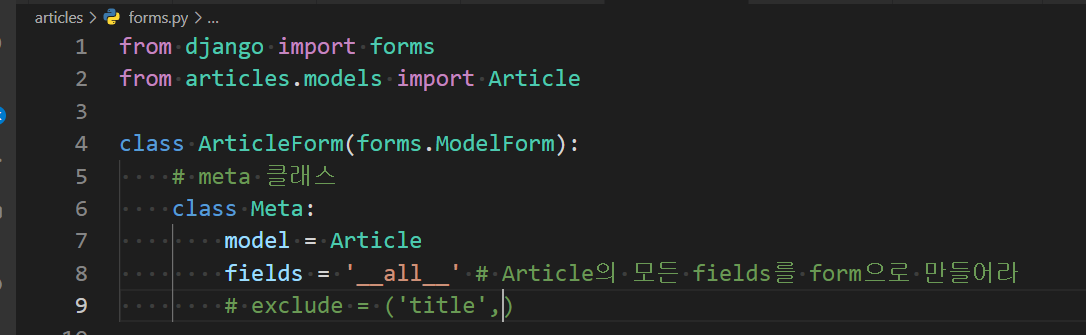 articles > forms.py > ...
1 from django import forms
2 from articles.models import Article
3
4 class ArticleForm(forms.ModelForm):
5     # meta 클래스
6     class Meta:
7         model = Article
8         fields = '__all__' # Article의 모든 fields를 form으로 만들어라
9         # exclude = ('title',)